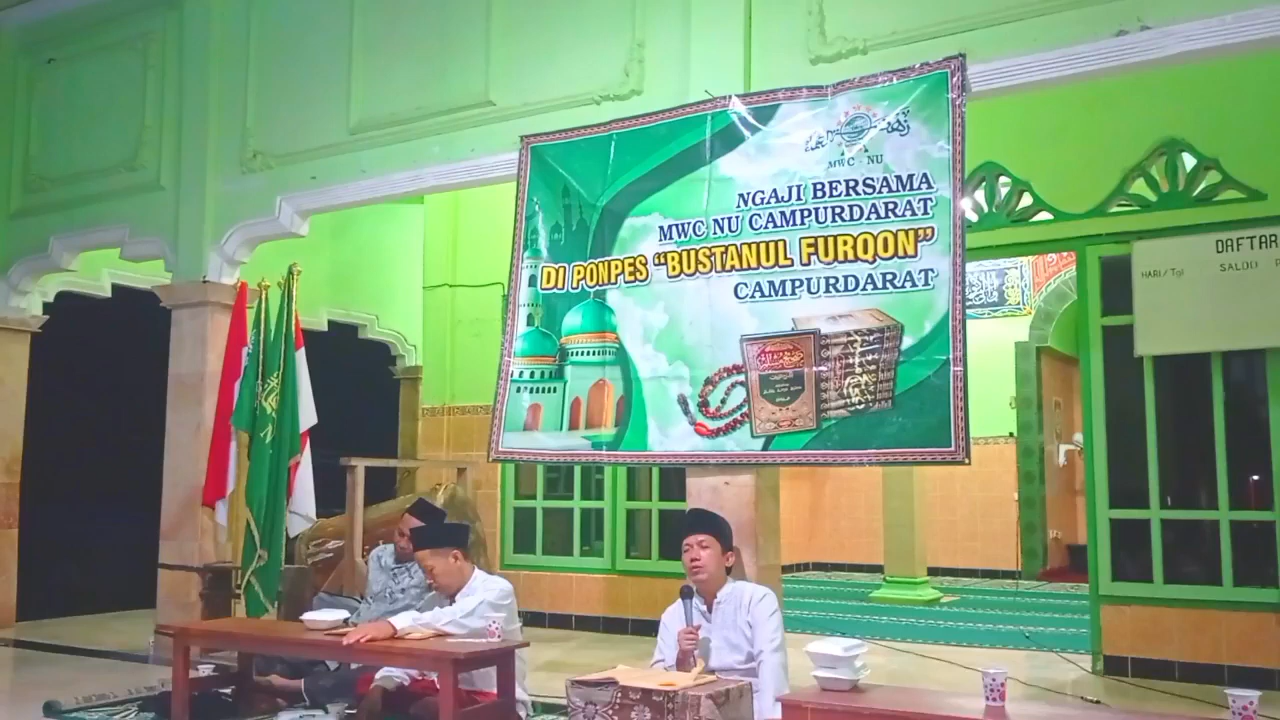 MWC - NU
NGAJI BERSAMA
MWC NU CAMPURDARAT
DI PONPES "BUSTANUL FURQON"
CAMPURDARAT
DAFTAR
HARI/Tgl SALDO